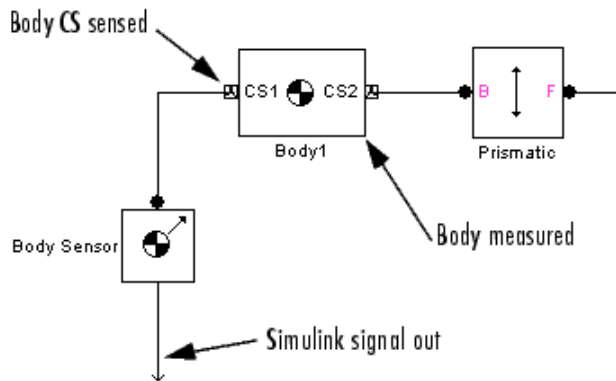 Body CS sensed
CS1
CS2
B
F
Body1
Prismatic
Body Sensor
Body measured
Simulink signal out